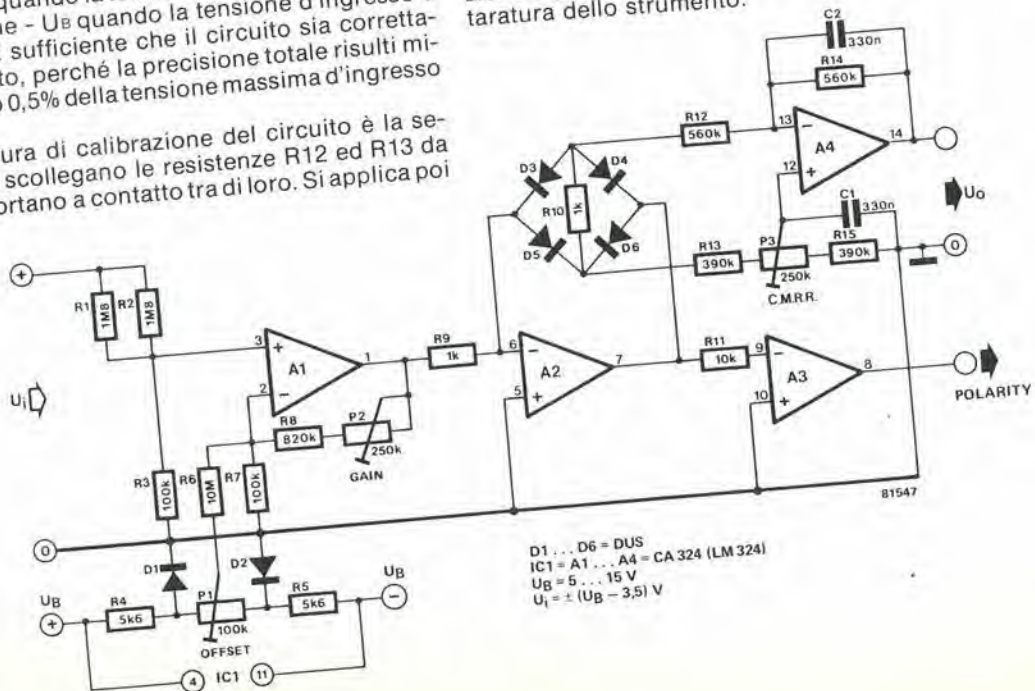 quando la
e - UB quando la tensione d'ingresso
sufficiente che il circuito sia corretta-
to, perché la precisione totale risulti mi-
0,5% della tensione massima d'ingresso
ura di calibrazione del circuito è la se-
scollegano le resistenze R12 ed R13 da
ortano a contatto tra di loro. Si applica poi
taratura dello strumento.
C2
330n
R14
560k
R12
560k
13
A4
14
12
D3
D4
R10
1k
D5
D6
C1
330n
Uo
R13
390k
P3
250k
R15
390k
0
C.M.R.R.
+
R1
1M8
R2
1M8
Ui
3
A1
1
2
R9
1k
6
A2
7
5
R11
10k
9
A3
8
10
POLARITY
R8
820k
P2
250k
GAIN
R3
100k
R6
10M
R7
100k
81547
0
D1
D2
UB
+
R4
5k6
P1
100k
R5
5k6
UB
−
OFFSET
4
IC1
11
D1 ... D6 = DUS
IC1 = A1 ... A4 = CA 324 (LM 324)
UB = 5 ... 15 V
Ui = ± (UB − 3,5) V